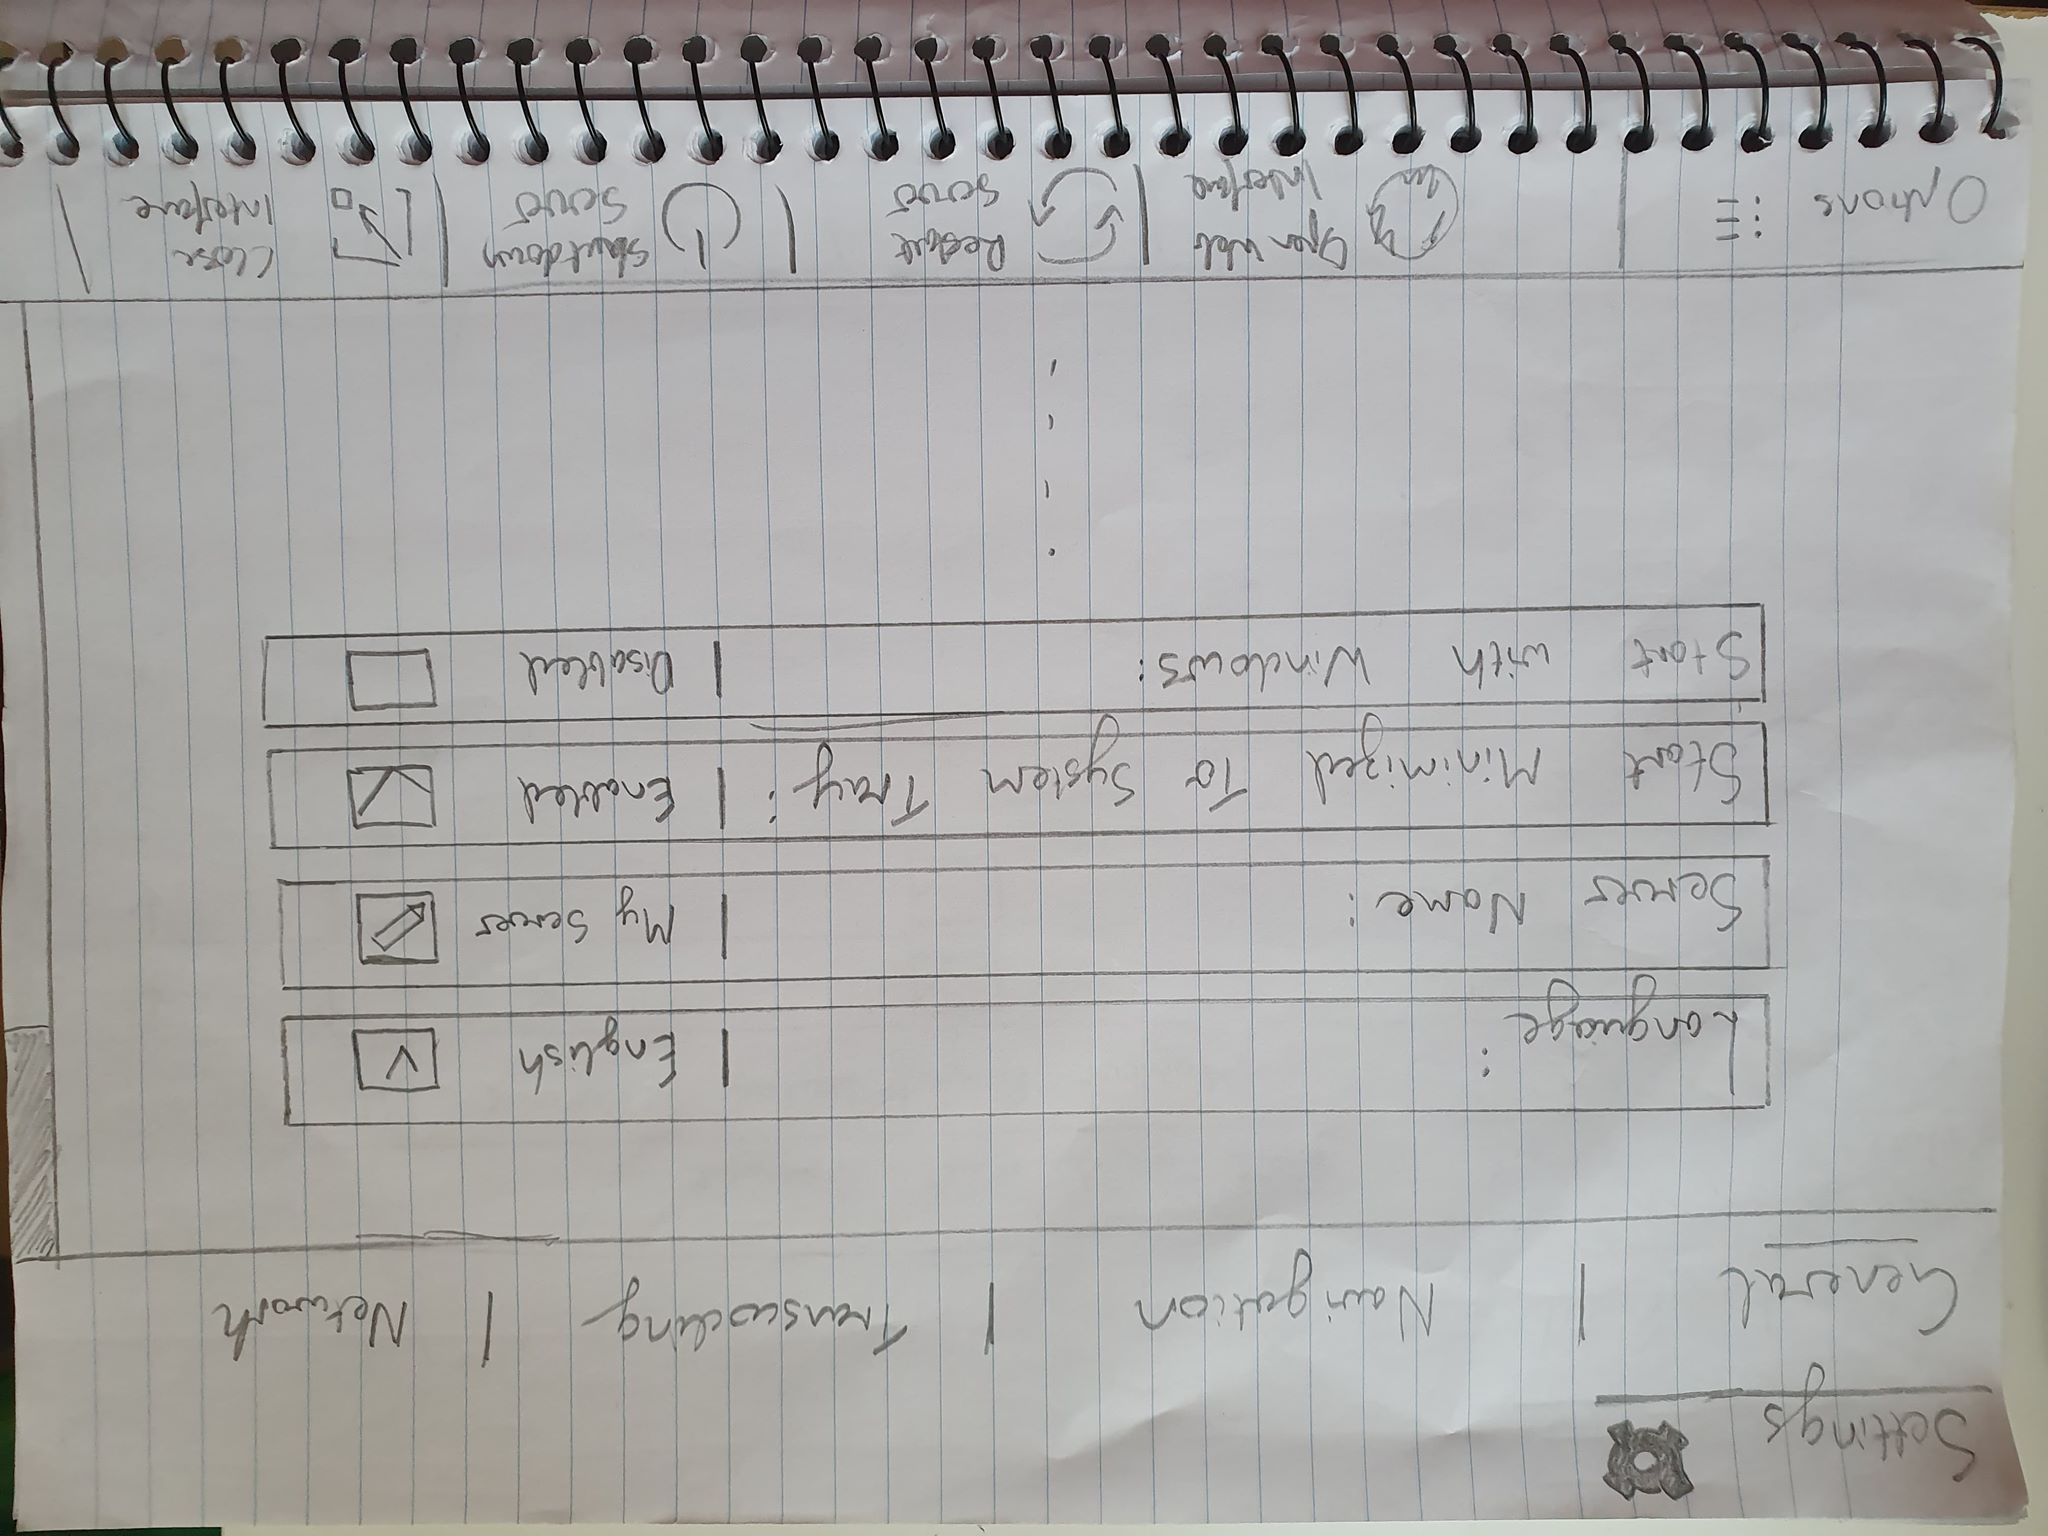 Settings
General | Navigation | Transcoding | Network
Language: | English
Server Name: | My Server
Start Minimized To System Tray: | Enabled
Start with Windows: | Disabled
Options
Open Web
Interface
Restart
Server
Shutdown
Server
Close
Interface